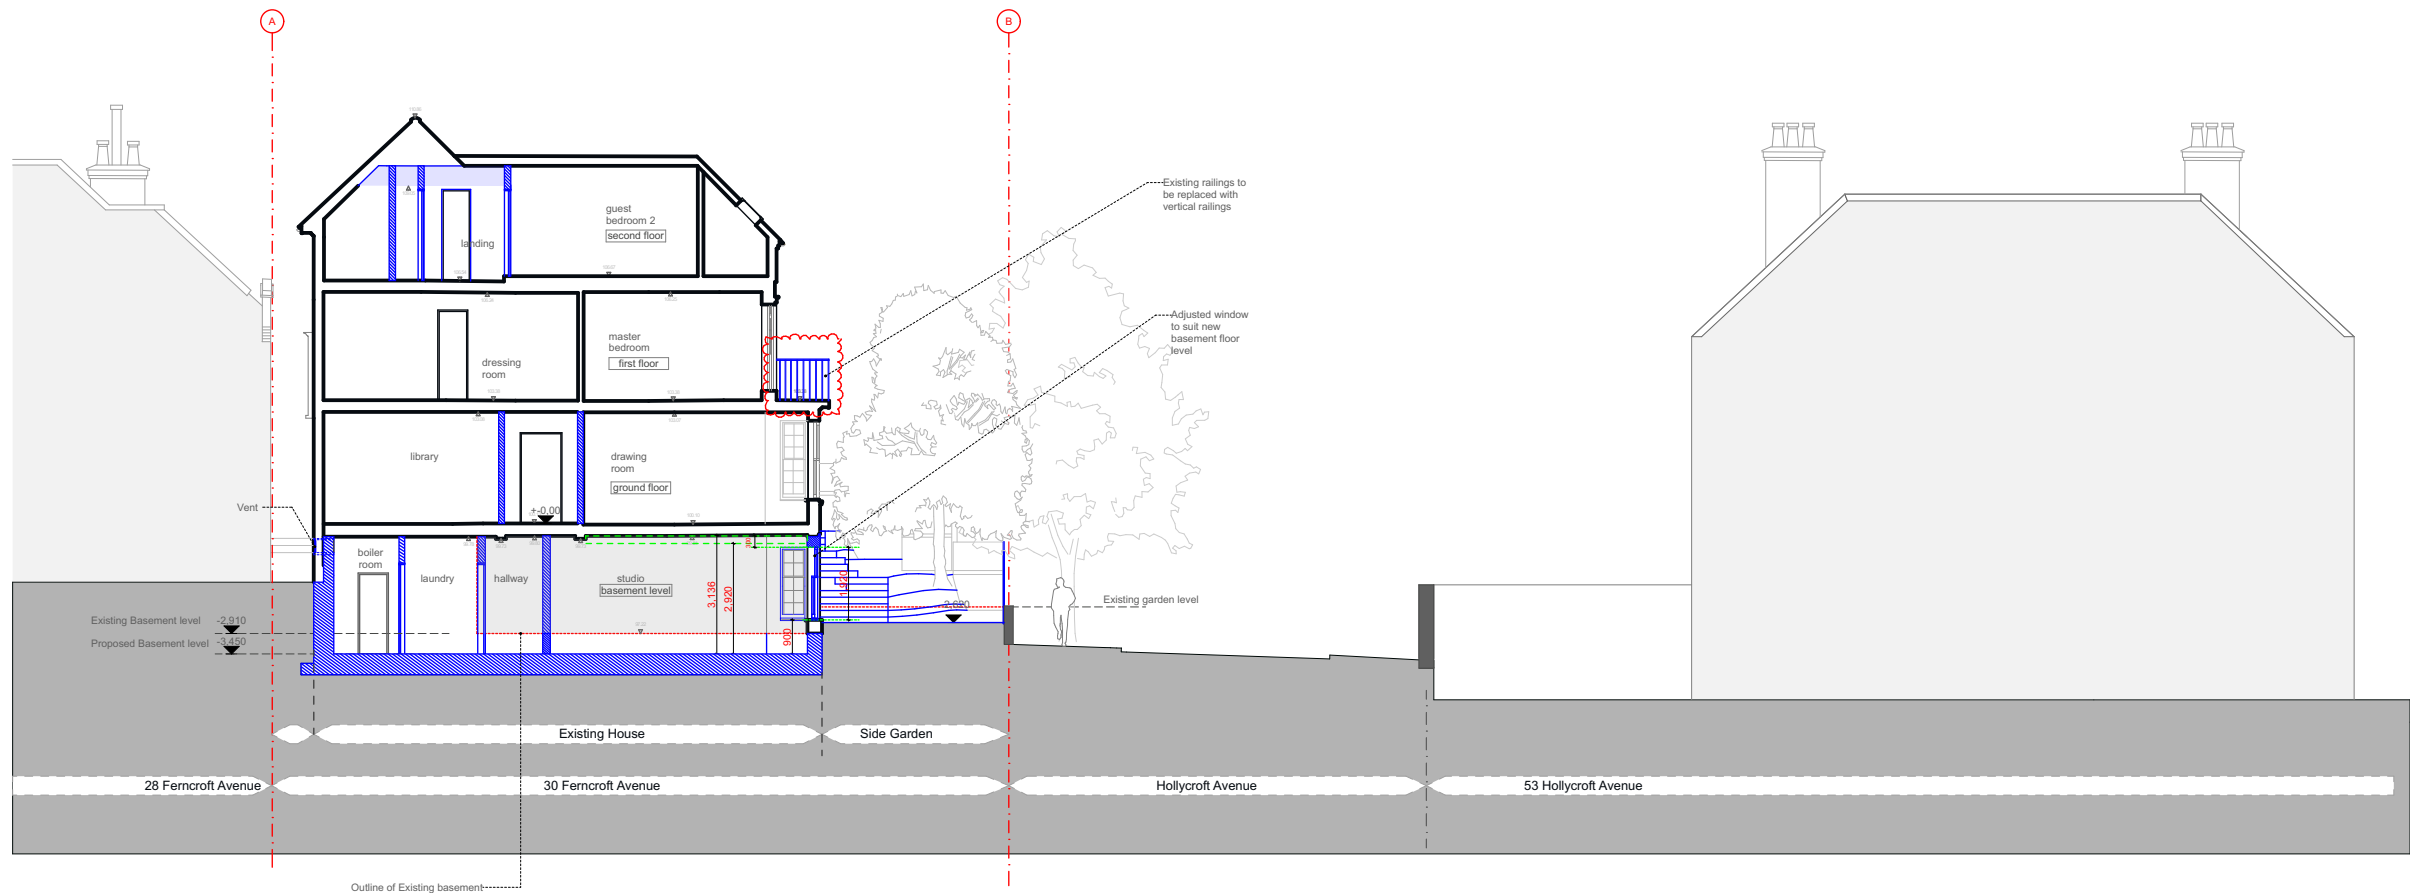 A
B
Existing railings to
be replaced with
vertical railings
guest
bedroom 2
second floor
landing
Adjusted window
to suit new
basement floor
level
master
bedroom
first floor
dressing
room
library
drawing
room
ground floor
Vent
+-0,00
boiler
room
laundry
hallway
studio
basement level
3,136
2,920
900
Existing garden level
Existing Basement level
-2,910
Proposed Basement level
-3,450
Existing House
Side Garden
28 Ferncroft Avenue
30 Ferncroft Avenue
Hollycroft Avenue
53 Hollycroft Avenue
Outline of Existing basement